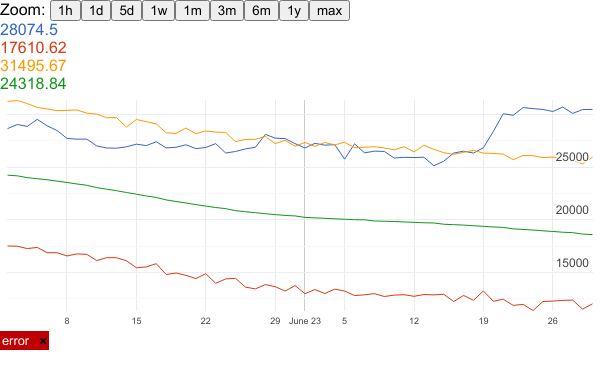 Zoom: 1h 1d 5d 1w 1m 3m 6m 1y max
28074.5
17610.62
31495.67
24318.84
25000
20000
15000
8 15 22 29 June 23 5 12 19 26
error ×